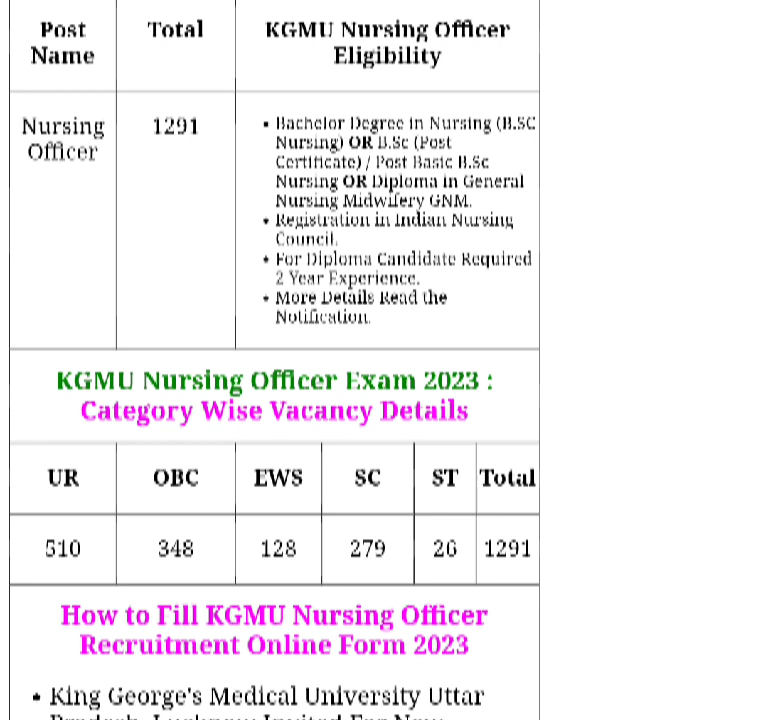 Post Name
Total
KGMU Nursing Officer
Eligibility
Nursing Officer
1291
• Bachelor Degree in Nursing (B.SC
Nursing) OR B.Sc (Post
Certificate) / Post Basic B.Sc
Nursing OR Diploma in General
Nursing Midwifery GNM.
• Registration in Indian Nursing
Council.
• For Diploma Candidate Required
2 Year Experience.
• More Details Read the
Notification.
KGMU Nursing Officer Exam 2023 :
Category Wise Vacancy Details
UR OBC EWS SC ST Total
510 348 128 279 26 1291
How to Fill KGMU Nursing Officer
Recruitment Online Form 2023
• King George's Medical University Uttar